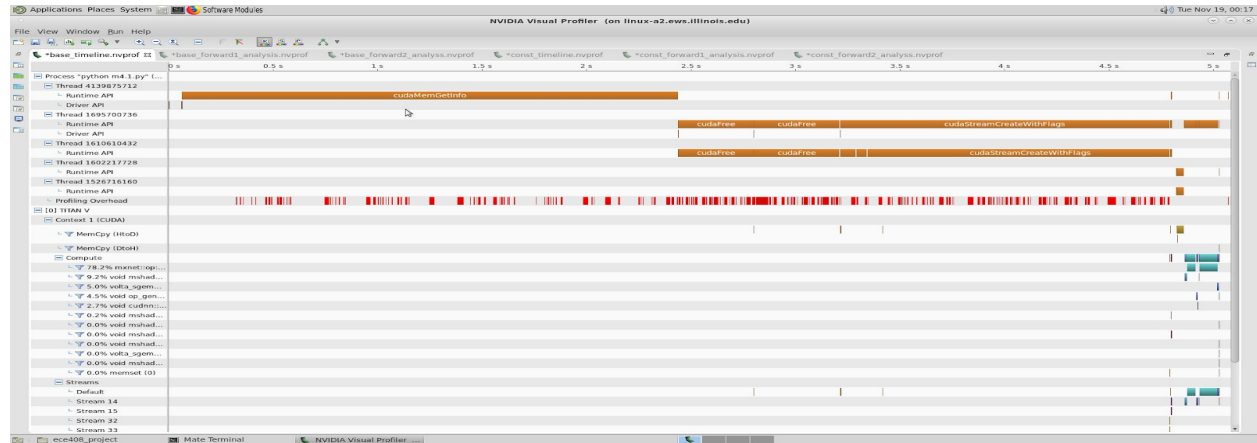 Applications Places System Software Modules Tue Nov 19, 00:17
NVIDIA Visual Profiler (on linux-a2.ews.illinois.edu)
File View Window Run Help
*base_timeline.nvprof *base_forward1_analysis.nvprof *base_forward2_analyss.nvprof *const_timeline.nvprof *const_forward1_analysis.nvprof *const_forward2_analysis.nvprof
0 s 0.5 s 1 s 1.5 s 2 s 2.5 s 3 s 3.5 s 4 s 4.5 s 5 s
Process "python m4.1.py" (...
Thread 4139875712
Runtime API cudaMemGetInfo
Driver API
Thread 1695700736
Runtime API cudaFree cudaFree cudaStreamCreateWithFlags
Driver API
Thread 1610610432
Runtime API cudaFree cudaFree cudaStreamCreateWithFlags
Thread 1602217728
Runtime API
Thread 1526716160
Runtime API
Profiling Overhead
[0] TITAN V
Context 1 (CUDA)
MemCpy (HtoD)
MemCpy (DtoH)
Compute
78.2% mxnet::op:...
9.2% void mshad...
5.0% volta_sgem...
4.5% void op_gen...
2.7% void cudnn::...
0.2% void mshad...
0.0% void mshad...
0.0% void mshad...
0.0% void mshad...
0.0% volta_sgem...
0.0% void mshad...
0.0% memset (0)
Streams
Default
Stream 14
Stream 15
Stream 32
Stream 33
ece408_project Mate Terminal NVIDIA Visual Profiler